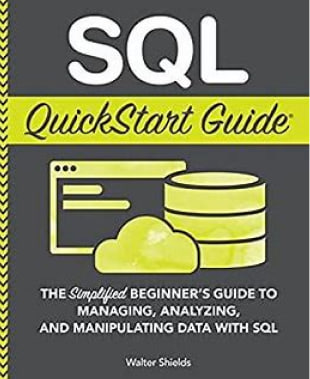 SQL
QuickStart Guide®
THE Simplified BEGINNER'S GUIDE TO
MANAGING, ANALYZING,
AND MANIPULATING DATA WITH SQL
Walter Shields